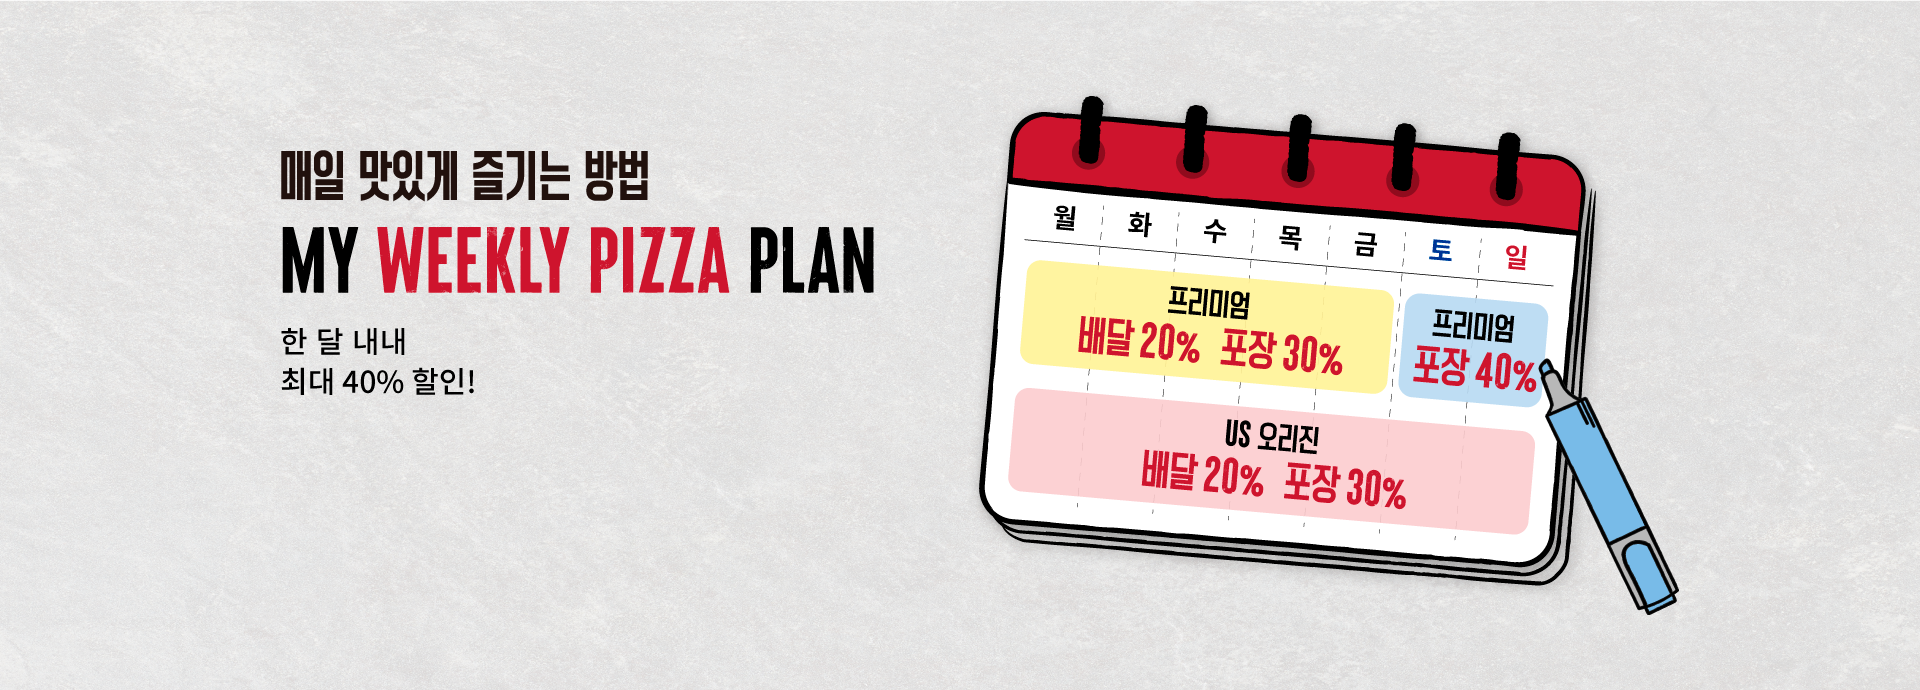 매일 맛있게 즐기는 방법
MY WEEKLY PIZZA PLAN
한 달 내내
최대 40% 할인!
월 화 수 목 금 토 일
프리미엄
배달 20% 포장 30%
프리미엄
포장 40%
US 오리진
배달 20% 포장 30%